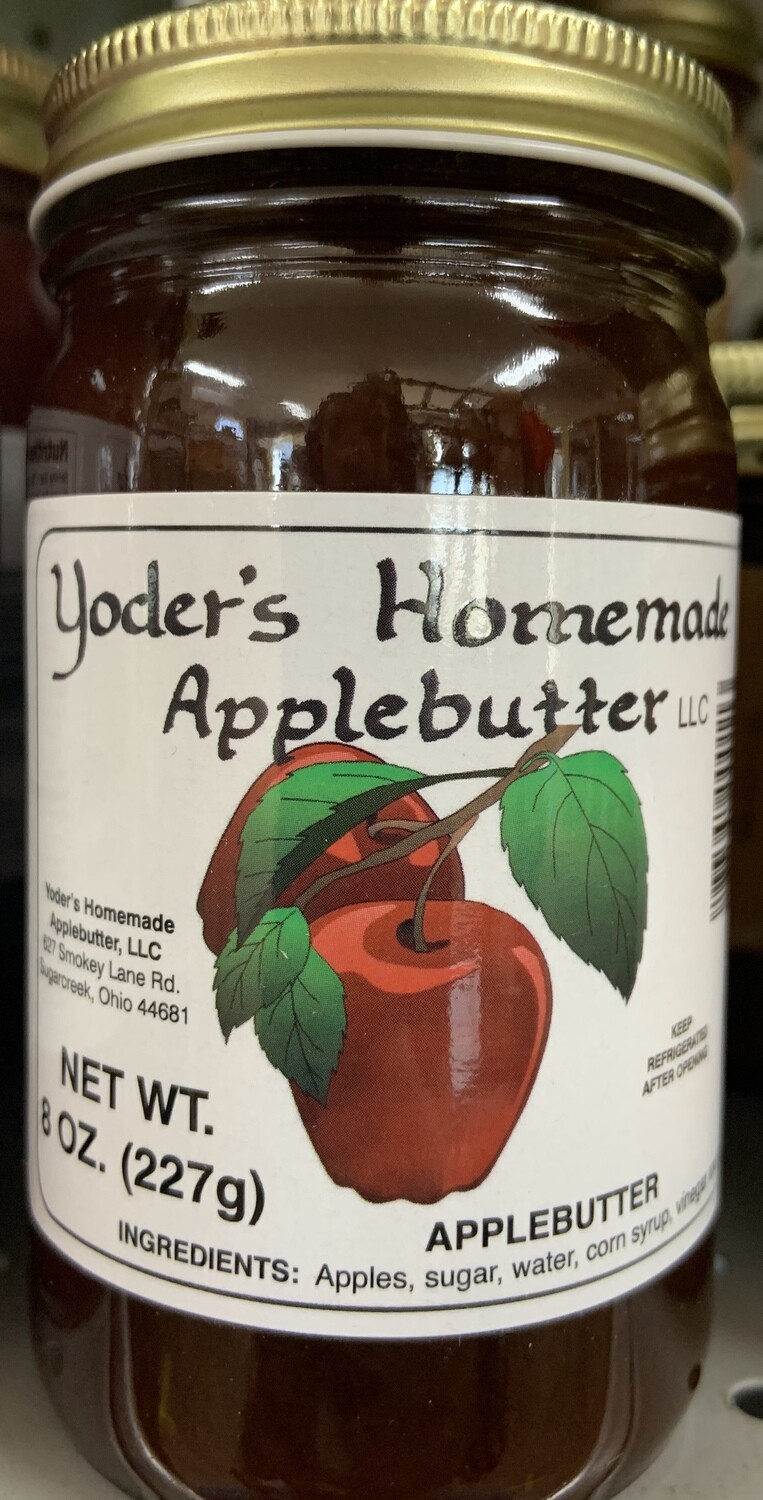 Yoder's Homemade
Applebutter LLC
Yoder's Homemade
Applebutter, LLC
627 Smokey Lane Rd.
Sugarcreek, Ohio 44681
KEEP
REFRIGERATED
AFTER OPENING
NET WT.
8 OZ. (227g)
APPLEBUTTER
INGREDIENTS: Apples, sugar, water, corn syrup, vinegar,